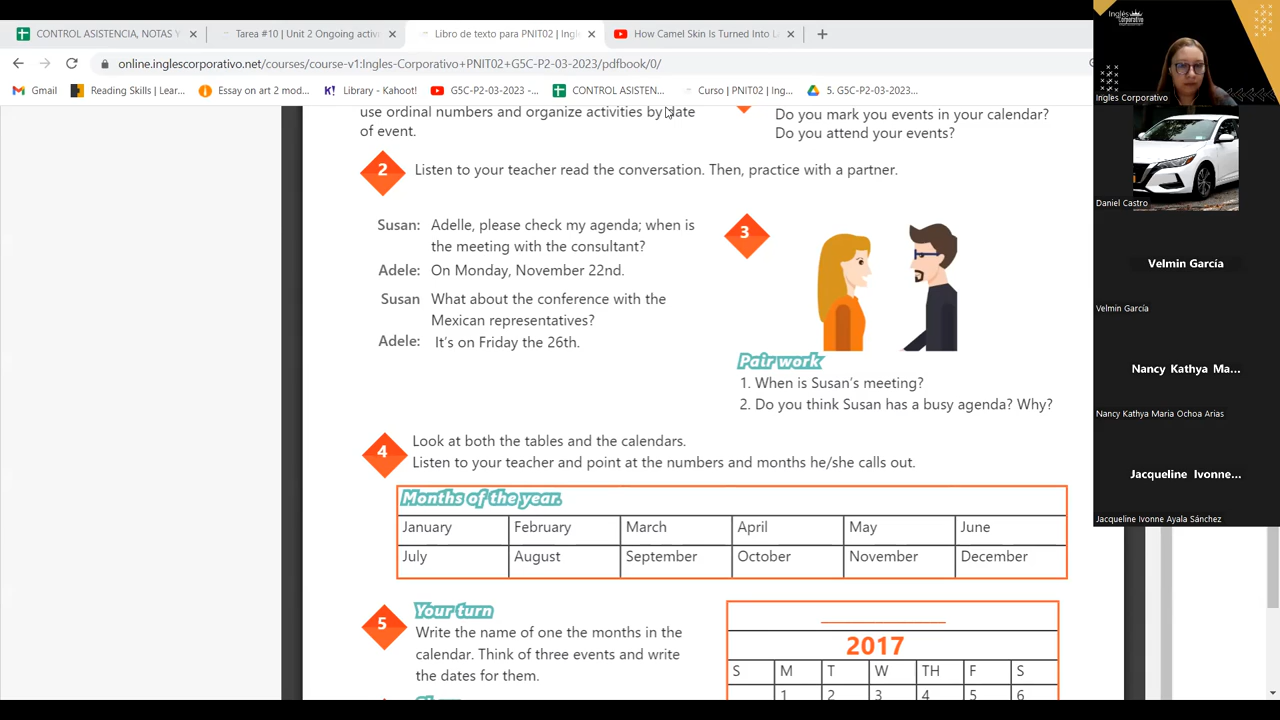 CONTROL ASISTENCIA, NOTAS Y
Tarea #10 | Unit 2 Ongoing activ
Libro de texto para PNIT02 | Ingl
How Camel Skin Is Turned Into L
online.inglescorporativo.net/courses/course-v1:Ingles-Corporativo+PNIT02+G5C-P2-03-2023/pdfbook/0/
Gmail
Reading Skills | Lear...
Essay on art 2 mod...
Library - Kahoot!
G5C-P2-03-2023 -...
CONTROL ASISTEN...
Curso | PNIT02 | Ing...
5. G5C-P2-03-2023...
use ordinal numbers and organize activities by date
of event.
Do you mark you events in your calendar?
Do you attend your events?
2
Listen to your teacher read the conversation. Then, practice with a partner.
Susan: Adelle, please check my agenda; when is
the meeting with the consultant?
Adele: On Monday, November 22nd.
Susan What about the conference with the
Mexican representatives?
Adele: It's on Friday the 26th.
3
Pair work
1. When is Susan's meeting?
2. Do you think Susan has a busy agenda? Why?
4
Look at both the tables and the calendars.
Listen to your teacher and point at the numbers and months he/she calls out.
Months of the year.
January February March April May June
July August September October November December
5
Your turn
Write the name of one the months in the
calendar. Think of three events and write
the dates for them.
2017
S M T W TH F S
1 2 3 4 5 6
Inglés
Corporativo
Ingles Corporativo
Daniel Castro
Velmin García
Velmin García
Nancy Kathya Ma...
Nancy Kathya Maria Ochoa Arias
Jacqueline Ivonne...
Jacqueline Ivonne Ayala Sánchez